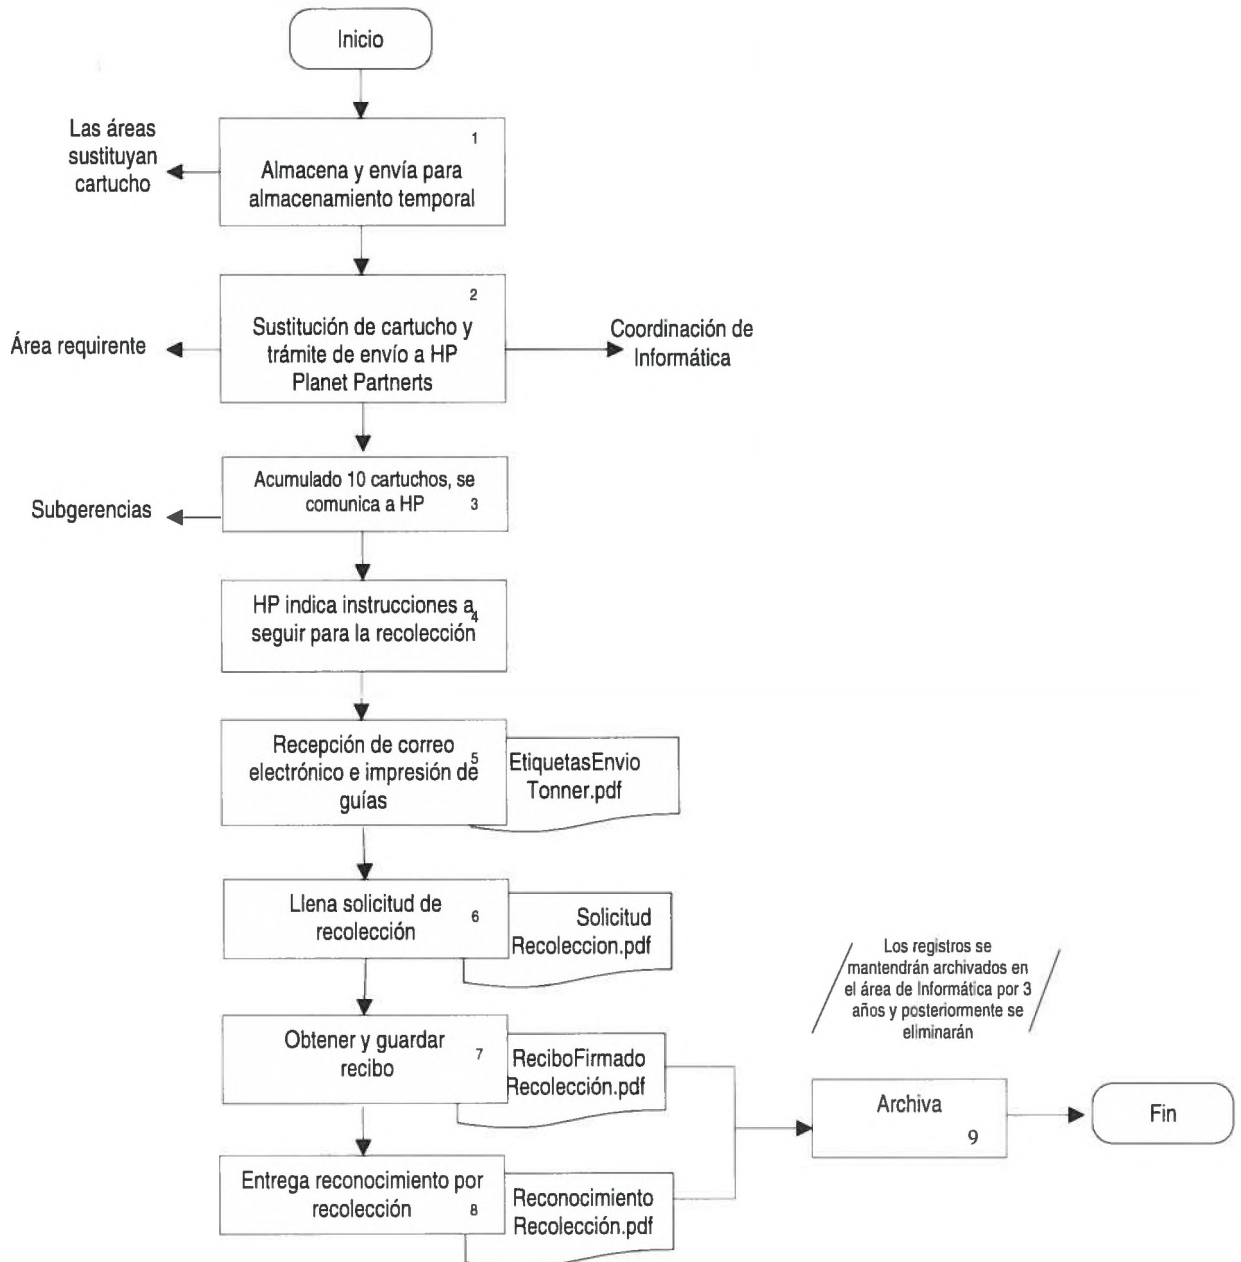 Inicio
Las áreas
sustituyan
cartucho
1
Almacena y envía para
almacenamiento temporal
2
Sustitución de cartucho y
trámite de envío a HP
Planet Partnerts
Área requirente
Coordinación de
Informática
Acumulado 10 cartuchos, se
comunica a HP 3
Subgerencias
HP indica instrucciones a
4
seguir para la recolección
Recepción de correo
5
electrónico e impresión de
guías
EtiquetasEnvio
Tonner.pdf
Llena solicitud de
6
recolección
Solicitud
Recoleccion.pdf
Los registros se
mantendrán archivados en
el área de Informática por 3
años y posteriormente se
eliminarán
Obtener y guardar
7
recibo
ReciboFirmado
Recolección.pdf
Archiva
9
Fin
Entrega reconocimiento por
recolección 8
Reconocimiento
Recolección.pdf